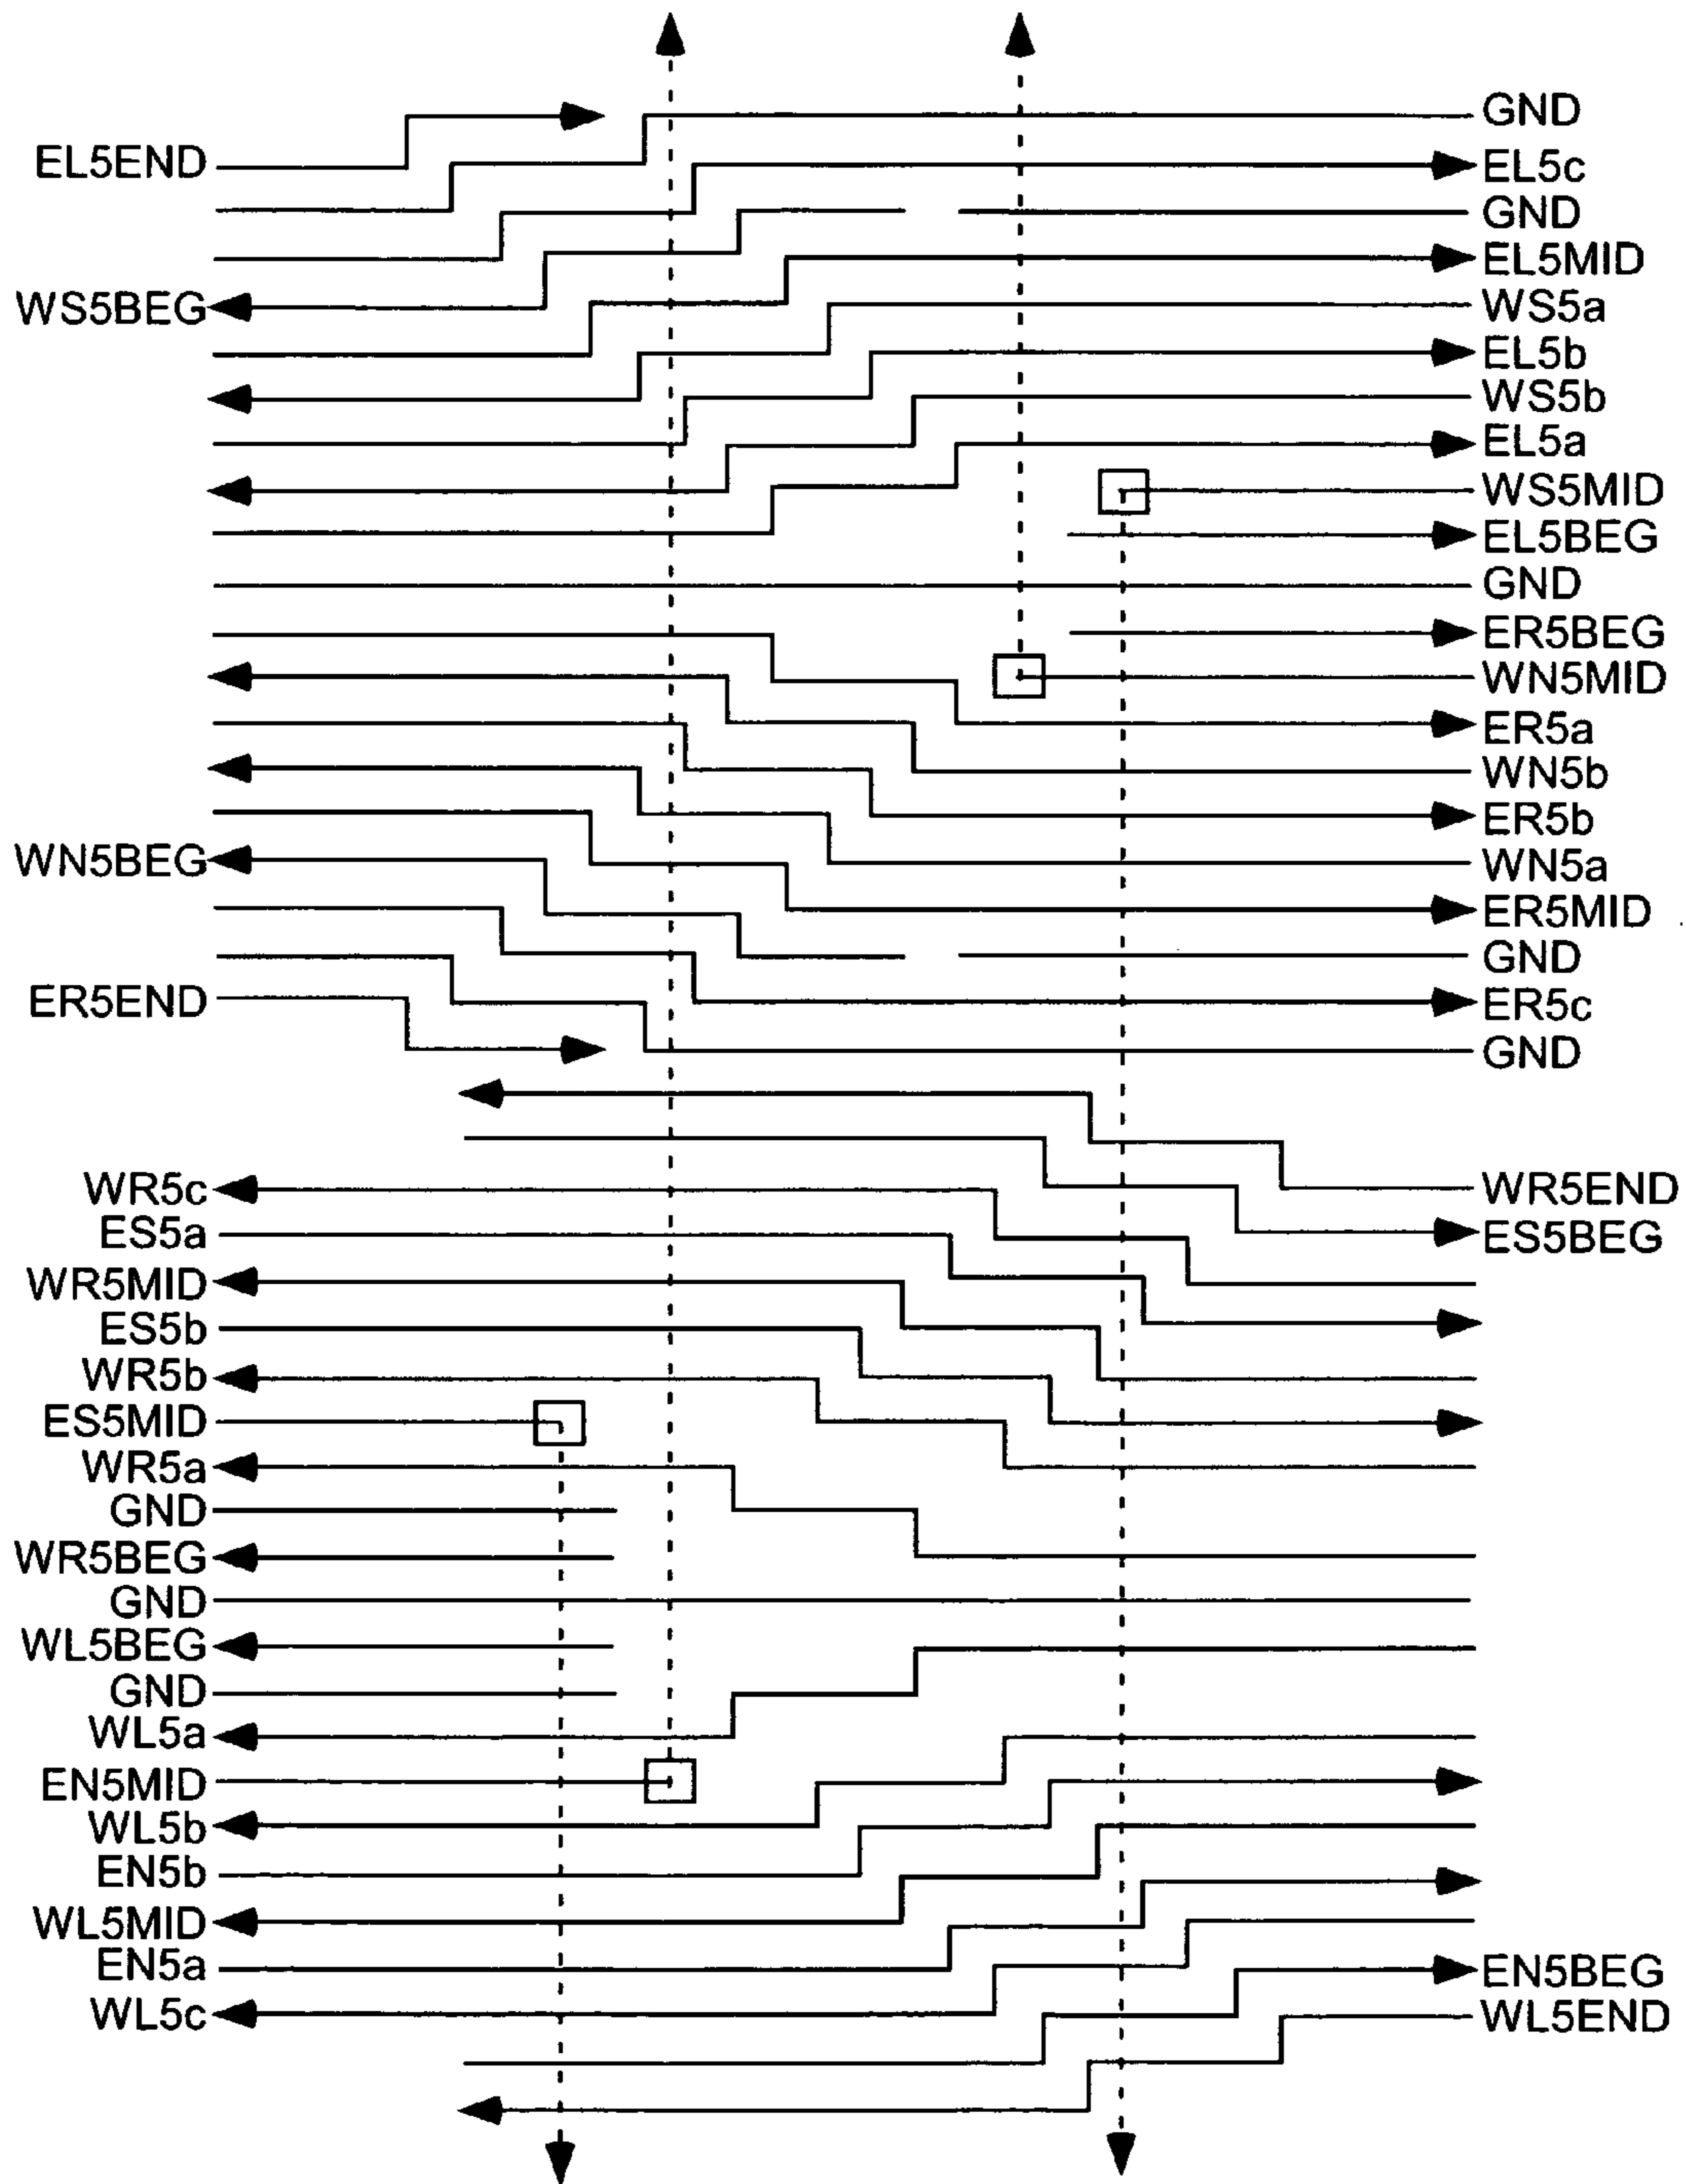 GND
EL5END
EL5c
GND
EL5MID
WS5BEG
WS5a
EL5b
WS5b
EL5a
WS5MID
EL5BEG
GND
ER5BEG
WN5MID
ER5a
WN5b
ER5b
WN5BEG
WN5a
ER5MID
GND
ER5END
ER5c
GND
WR5c
WR5END
ES5a
ES5BEG
WR5MID
ES5b
WR5b
ES5MID
WR5a
GND
WR5BEG
GND
WL5BEG
GND
WL5a
EN5MID
WL5b
EN5b
WL5MID
EN5a
EN5BEG
WL5c
WL5END